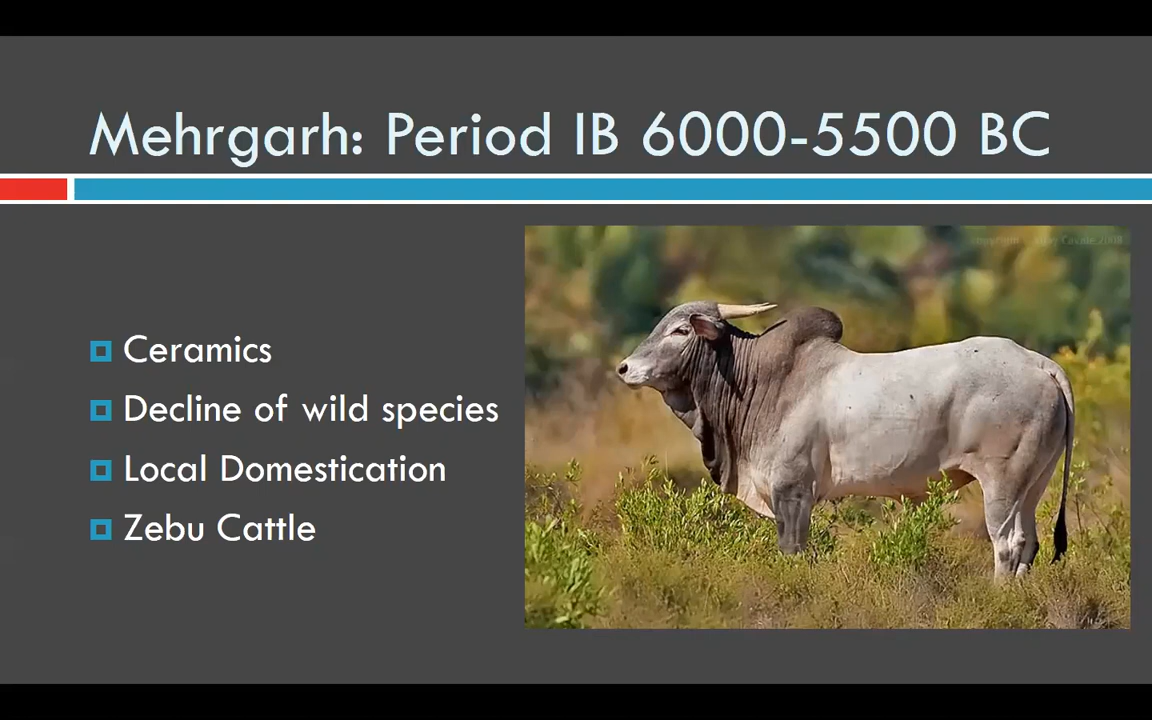 Mehrgarh: Period IB 6000-5500 BC
Ceramics
Decline of wild species
Local Domestication
Zebu Cattle